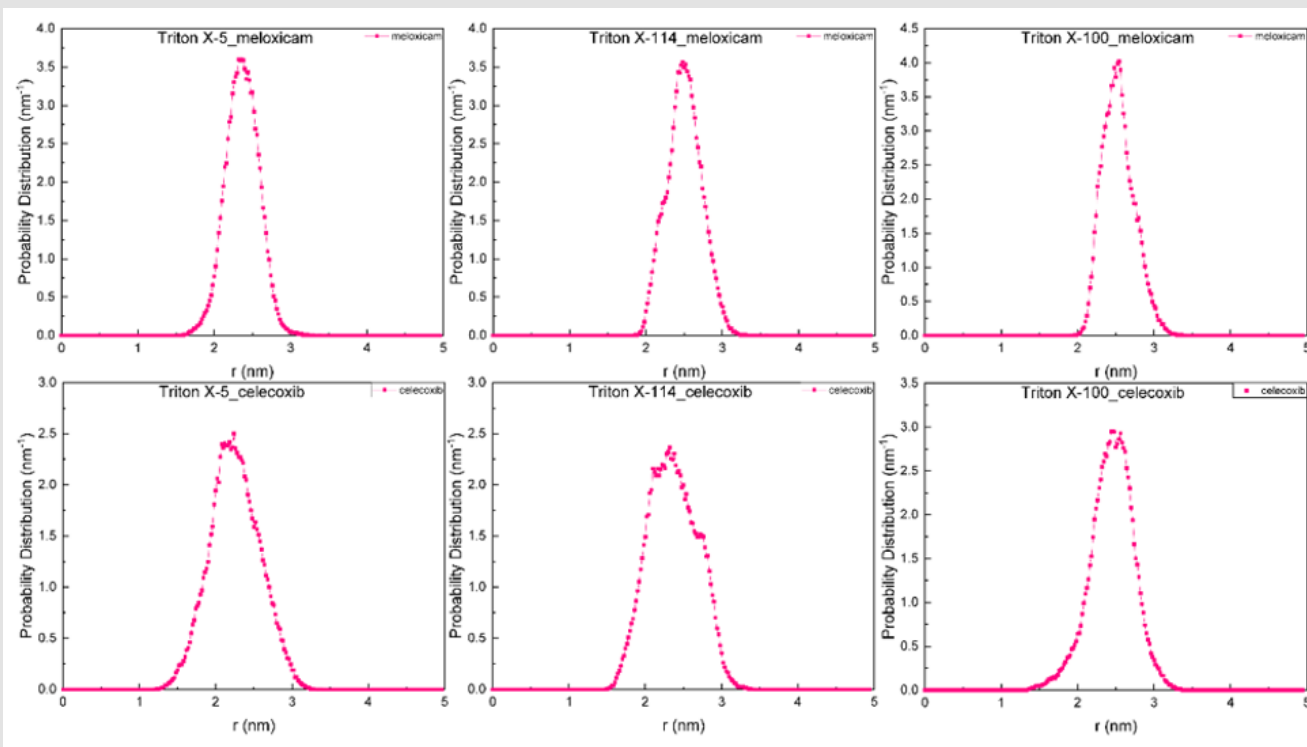 Triton X-5_meloxicam
meloxicam
Probability Distribution (nm⁻¹)
4.0
3.5
3.0
2.5
2.0
1.5
1.0
0.5
0.0
0 1 2 3 4 5
r (nm)
Triton X-114_meloxicam
meloxicam
Probability Distribution (nm⁻¹)
4.0
3.5
3.0
2.5
2.0
1.5
1.0
0.5
0.0
0 1 2 3 4 5
r (nm)
Triton X-100_meloxicam
meloxicam
Probability Distribution (nm⁻¹)
4.5
4.0
3.5
3.0
2.5
2.0
1.5
1.0
0.5
0.0
0 1 2 3 4 5
r (nm)
Triton X-5_celecoxib
celecoxib
Probability Distribution (nm⁻¹)
3.0
2.5
2.0
1.5
1.0
0.5
0.0
0 1 2 3 4 5
r (nm)
Triton X-114_celecoxib
celecoxib
Probability Distribution (nm⁻¹)
3.0
2.5
2.0
1.5
1.0
0.5
0.0
0 1 2 3 4 5
r (nm)
Triton X-100_celecoxib
celecoxib
Probability Distribution (nm⁻¹)
3.5
3.0
2.5
2.0
1.5
1.0
0.5
0.0
0 1 2 3 4 5
r (nm)